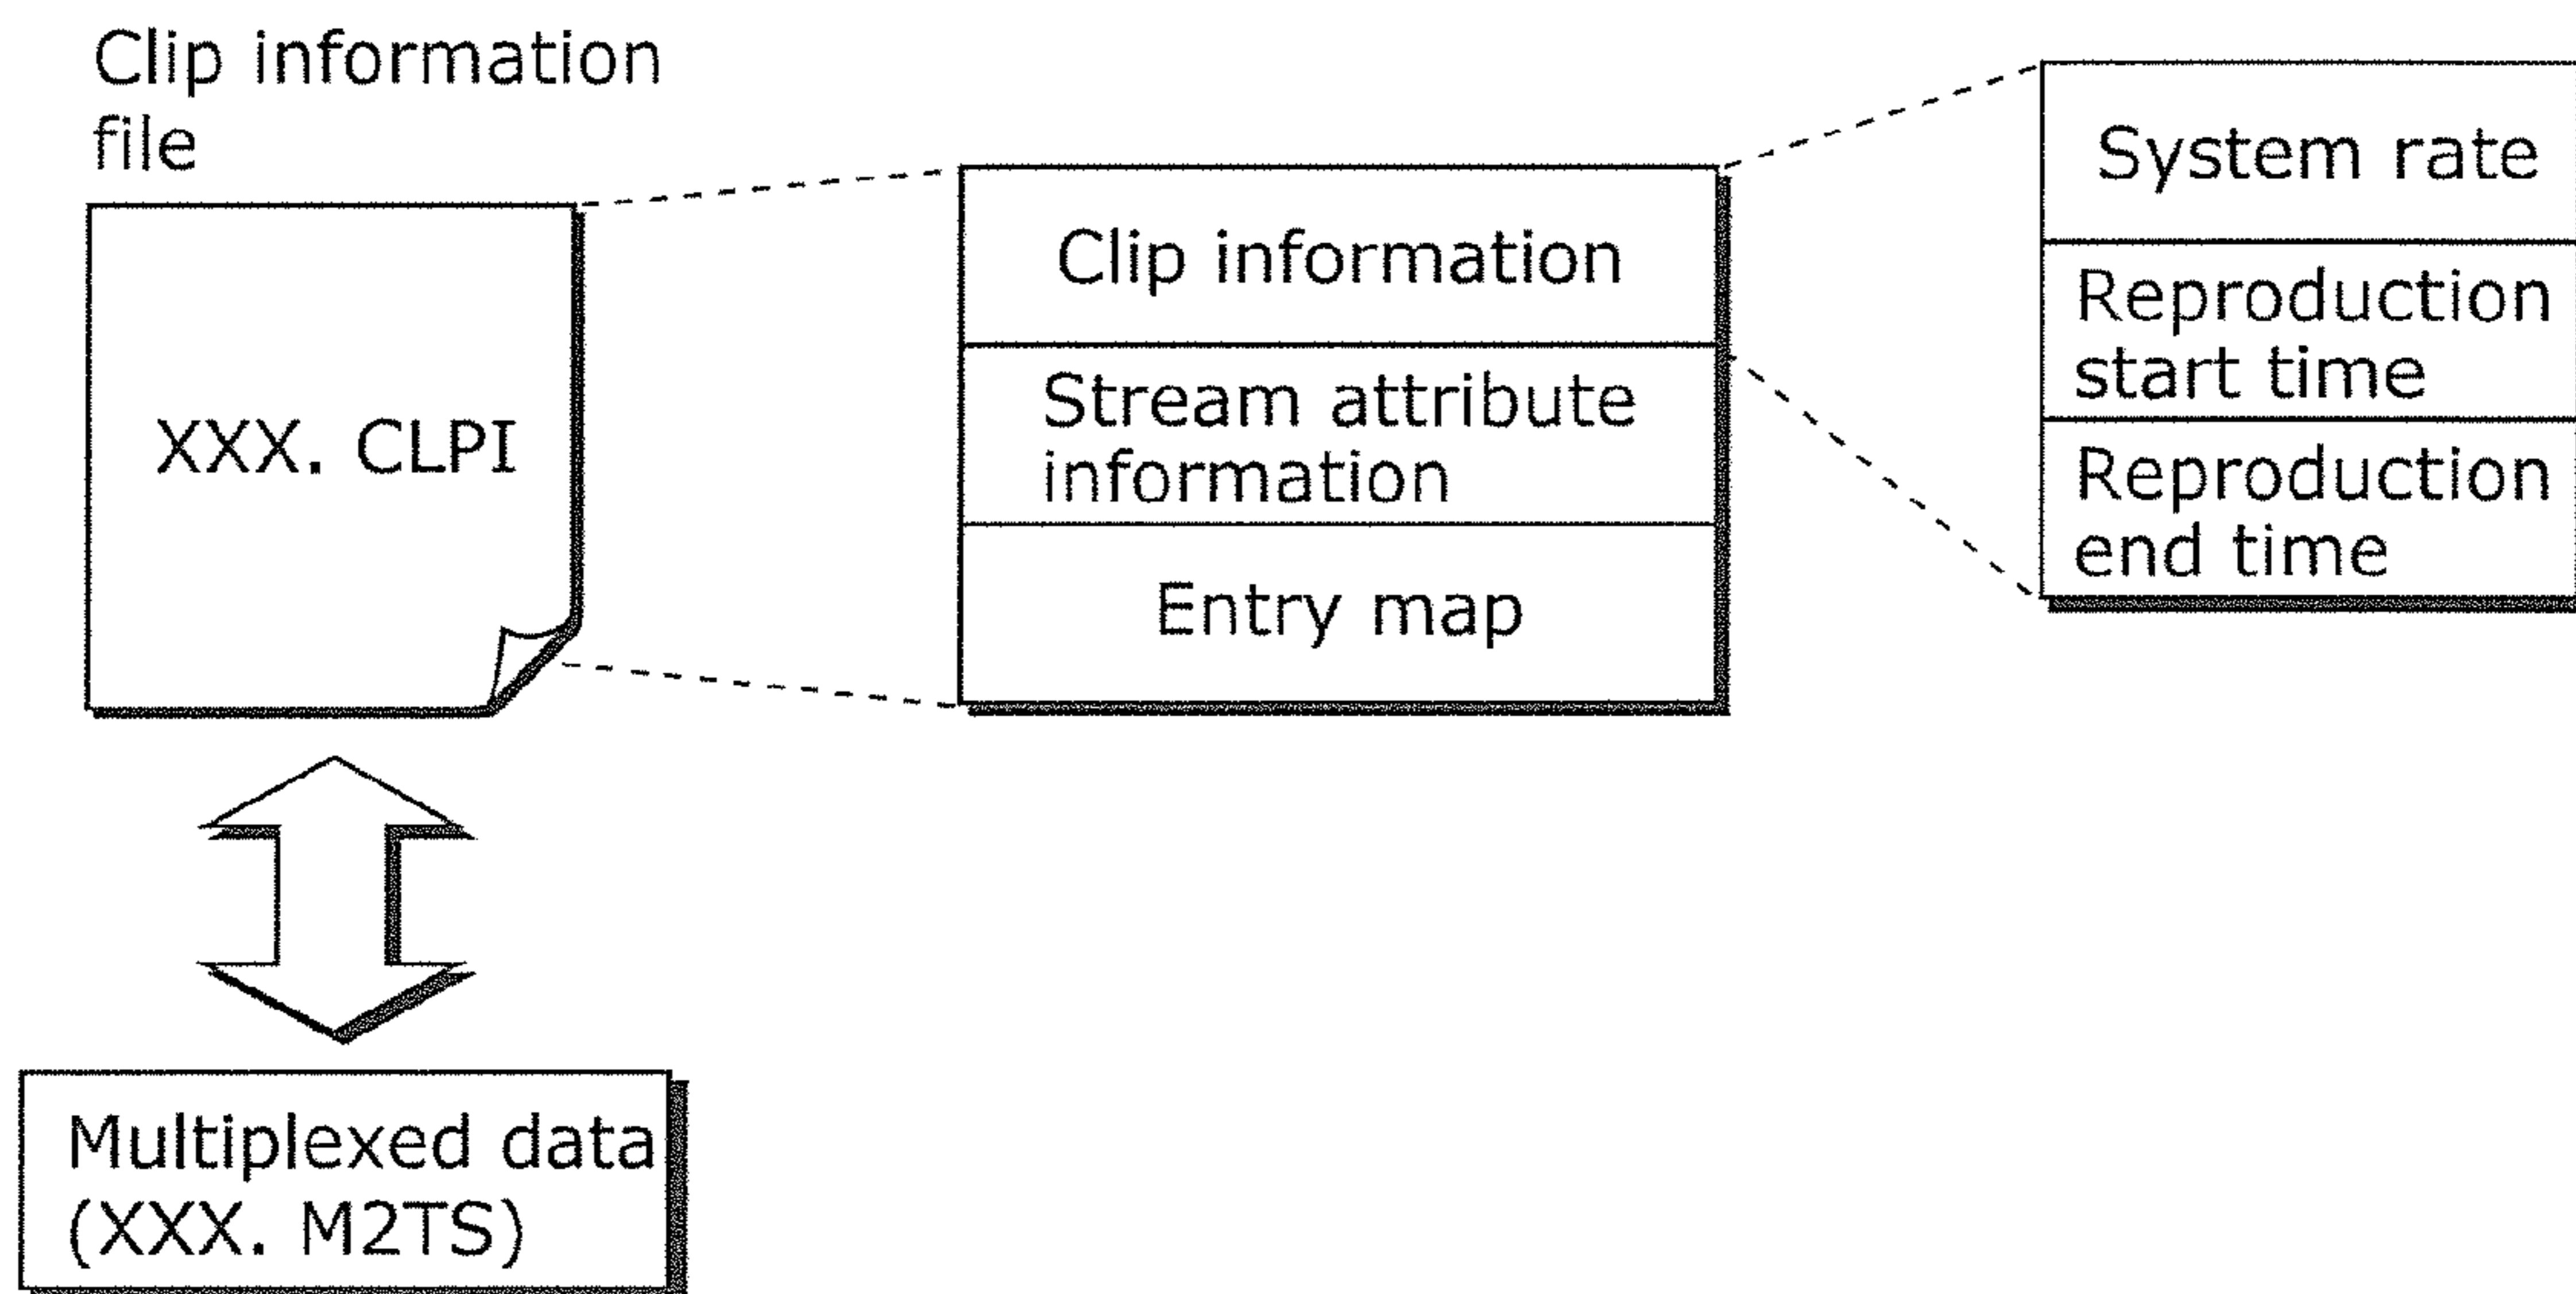 Clip information
file
XXX. CLPI
Multiplexed data
(XXX. M2TS)
Clip information
Stream attribute
information
Entry map
System rate
Reproduction
start time
Reproduction
end time